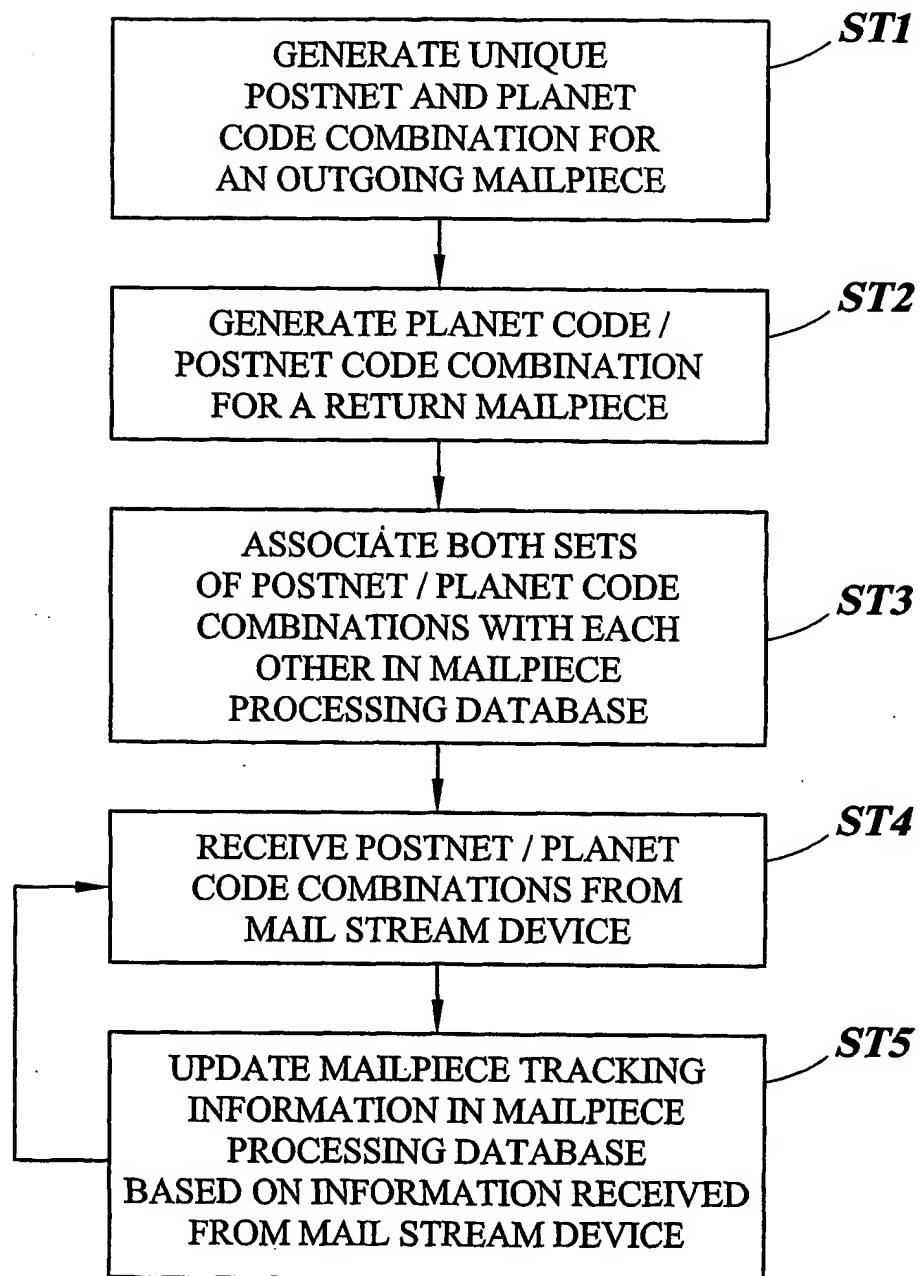 ST1
GENERATE UNIQUE
POSTNET AND PLANET
CODE COMBINATION FOR
AN OUTGOING MAILPIECE
ST2
GENERATE PLANET CODE /
POSTNET CODE COMBINATION
FOR A RETURN MAILPIECE
ST3
ASSOCIATE BOTH SETS
OF POSTNET / PLANET CODE
COMBINATIONS WITH EACH
OTHER IN MAILPIECE
PROCESSING DATABASE
ST4
RECEIVE POSTNET / PLANET
CODE COMBINATIONS FROM
MAIL STREAM DEVICE
ST5
UPDATE MAILPIECE TRACKING
INFORMATION IN MAILPIECE
PROCESSING DATABASE
BASED ON INFORMATION RECEIVED
FROM MAIL STREAM DEVICE